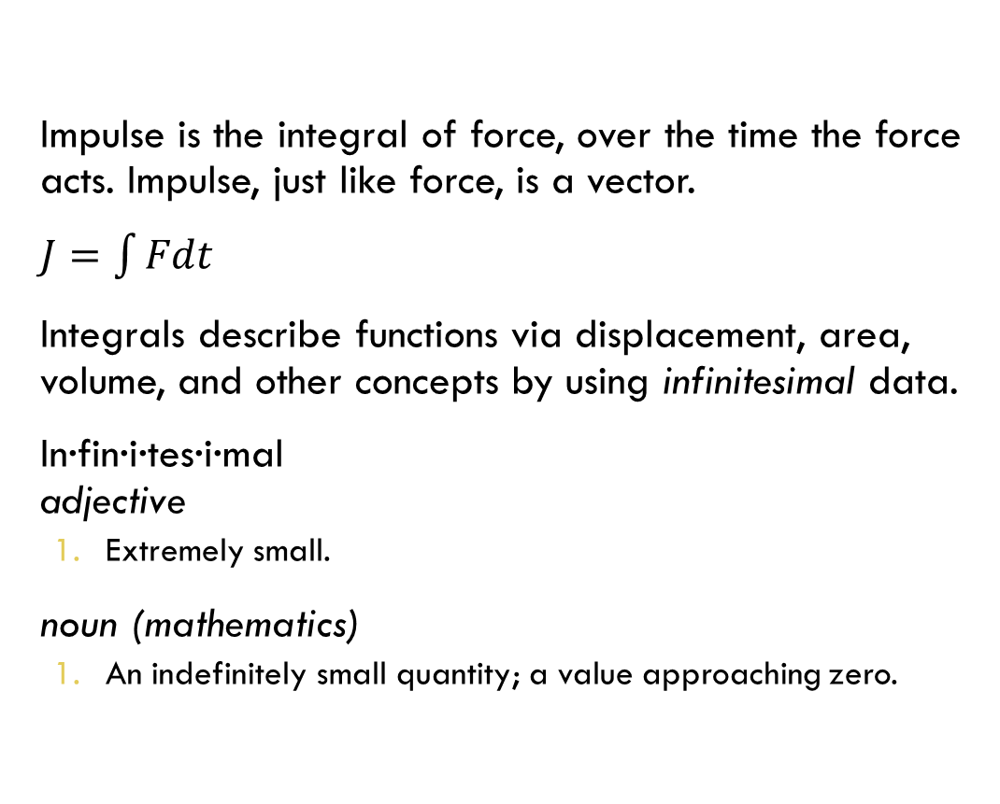 Impulse is the integral of force, over the time the force
acts. Impulse, just like force, is a vector.
J = ∫ Fdt
Integrals describe functions via displacement, area,
volume, and other concepts by using infinitesimal data.
In·fin·i·tes·i·mal
adjective
1. Extremely small.
noun (mathematics)
1. An indefinitely small quantity; a value approaching zero.